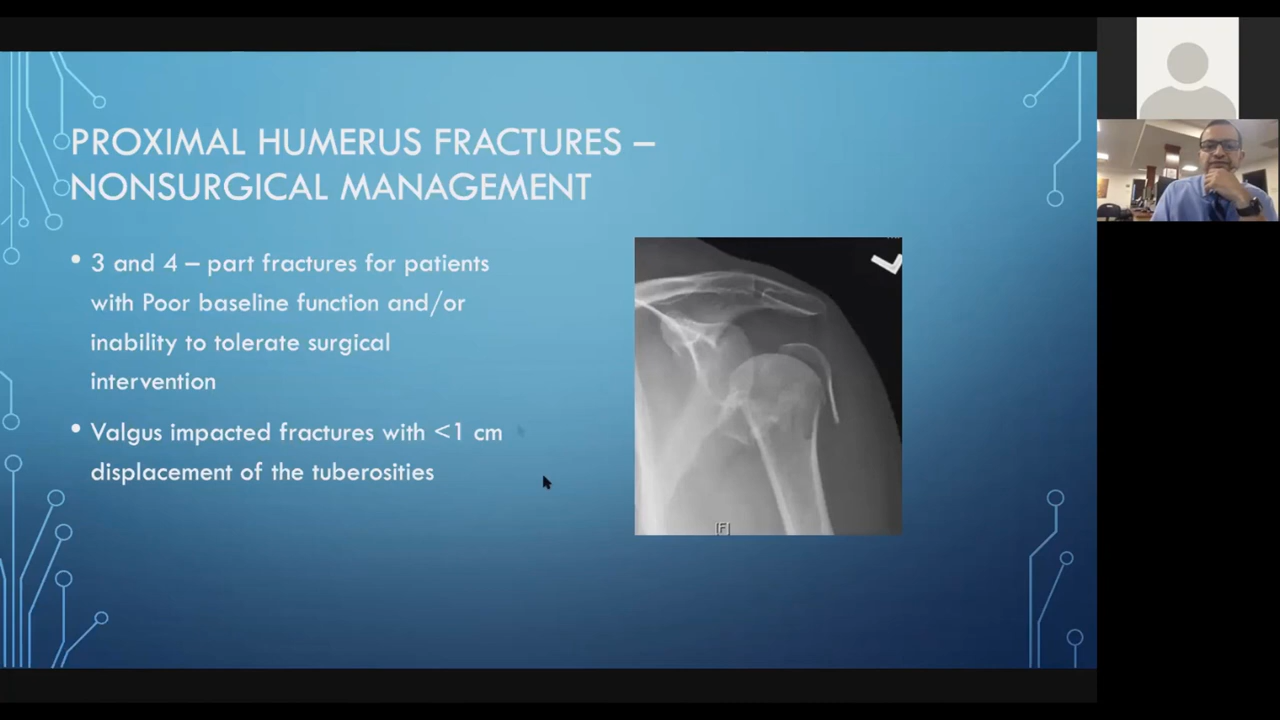 PROXIMAL HUMERUS FRACTURES –
NONSURGICAL MANAGEMENT
• 3 and 4 – part fractures for patients
with Poor baseline function and/or
inability to tolerate surgical
intervention
• Valgus impacted fractures with <1 cm
displacement of the tuberosities
[F]